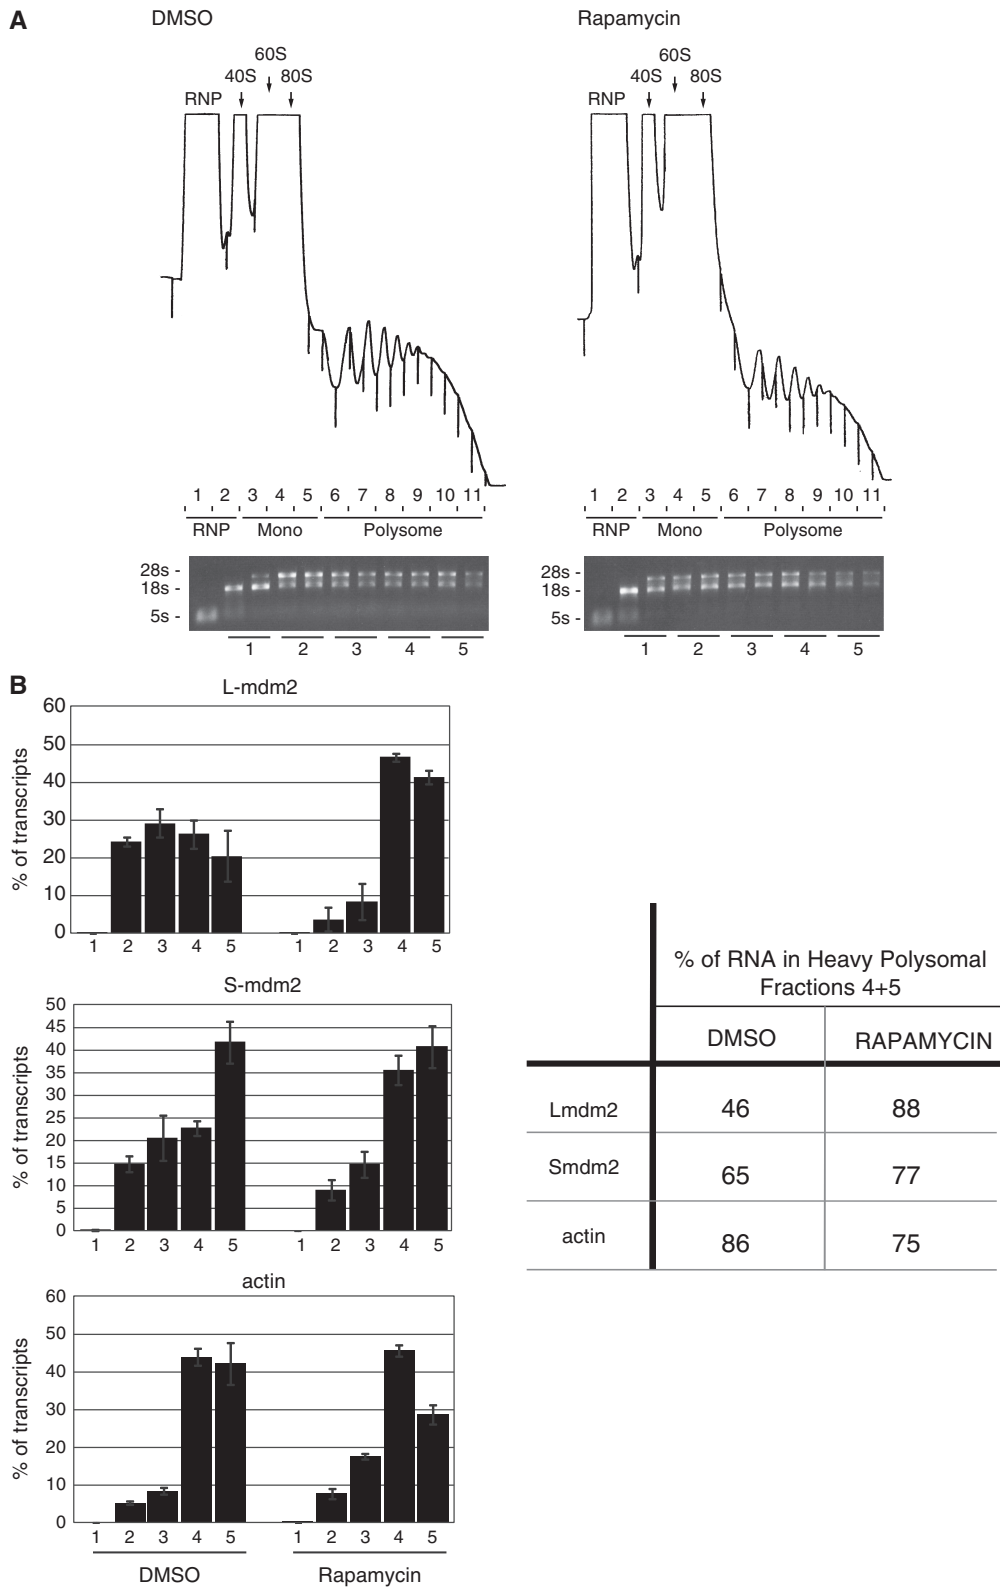 A
DMSO
Rapamycin
60S
40S 80S
RNP
60S
40S 80S
RNP
1 2 3 4 5 6 7 8 9 10 11
RNP Mono Polysome
1 2 3 4 5 6 7 8 9 10 11
RNP Mono Polysome
28s -
18s -
5s -
1 2 3 4 5
28s -
18s -
5s -
1 2 3 4 5
B
L-mdm2
% of transcripts
60
50
40
30
20
10
0
1 2 3 4 5 1 2 3 4 5
S-mdm2
% of transcripts
50
45
40
35
30
25
20
15
10
5
0
1 2 3 4 5 1 2 3 4 5
actin
% of transcripts
60
50
40
30
20
10
0
1 2 3 4 5 1 2 3 4 5
DMSO Rapamycin
% of RNA in Heavy Polysomal
Fractions 4+5
DMSO RAPAMYCIN
Lmdm2 46 88
Smdm2 65 77
actin 86 75